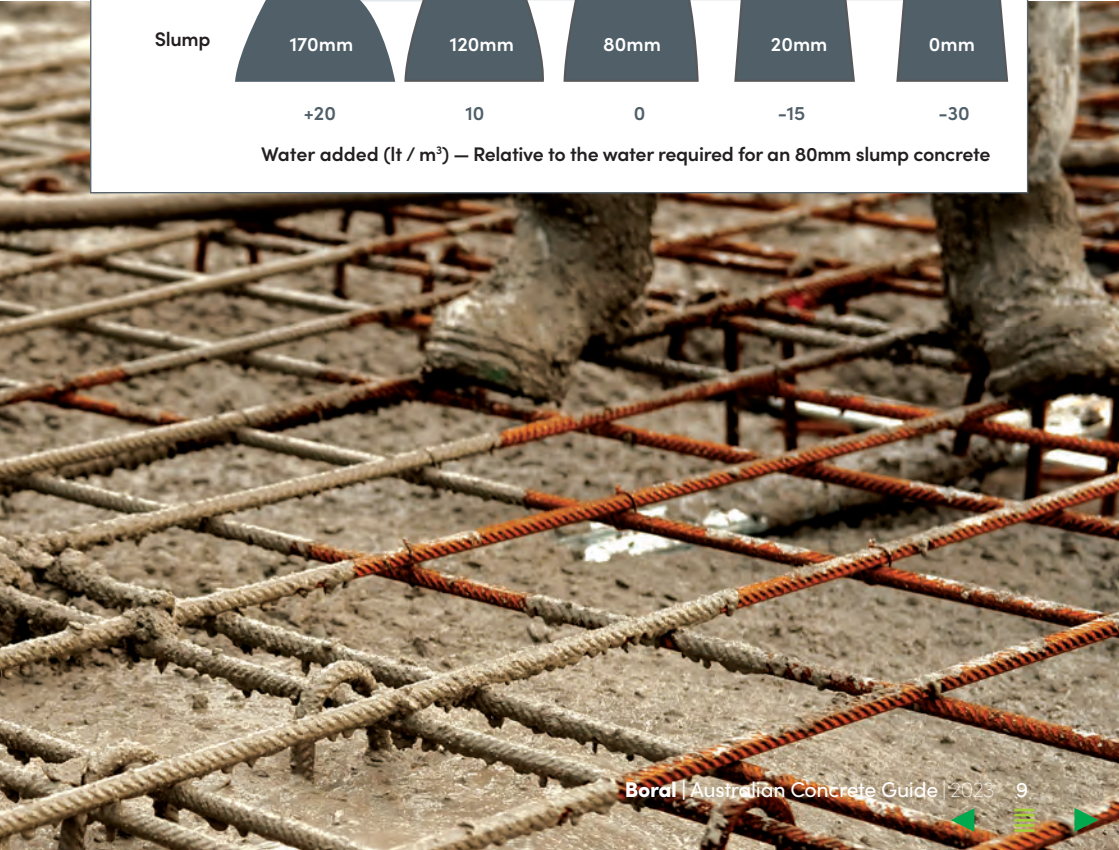 Slump 170mm 120mm 80mm 20mm 0mm
+20 10 0 -15 -30
Water added (lt / m³) — Relative to the water required for an 80mm slump concrete
Boral | Australian Concrete Guide | 2023 9